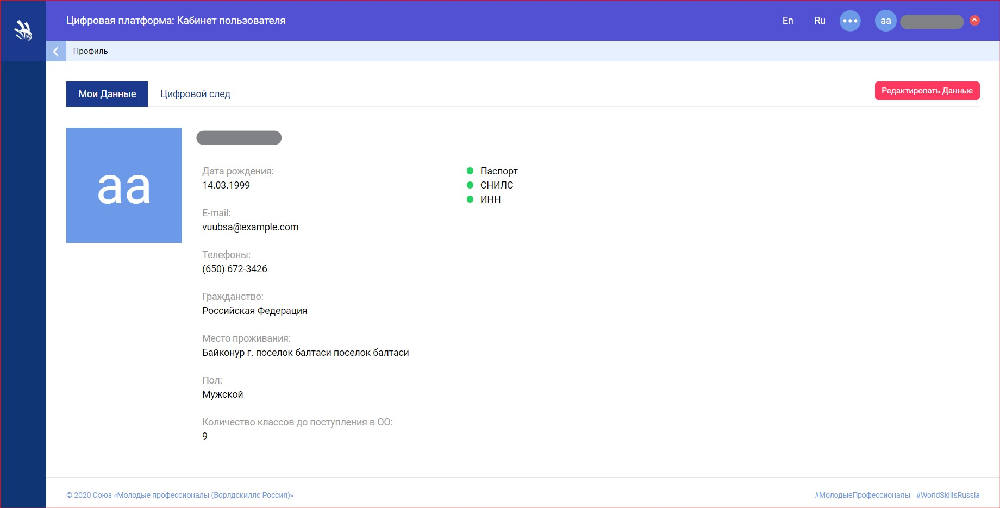 Цифровая платформа: Кабинет пользователя
En Ru ••• aa
Профиль
Мои Данные Цифровой след Редактировать Данные
aa
Дата рождения:
14.03.1999
E-mail:
vuubsa@example.com
Телефоны:
(650) 672-3426
Гражданство:
Российская Федерация
Место проживания:
Байконур г. поселок балтаси поселок балтаси
Пол:
Мужской
Количество классов до поступления в ОО:
9
Паспорт
СНИЛС
ИНН
© 2020 Союз «Молодые профессионалы (Ворлдскиллс Россия)»
#МолодыеПрофессионалы #WorldSkillsRussia